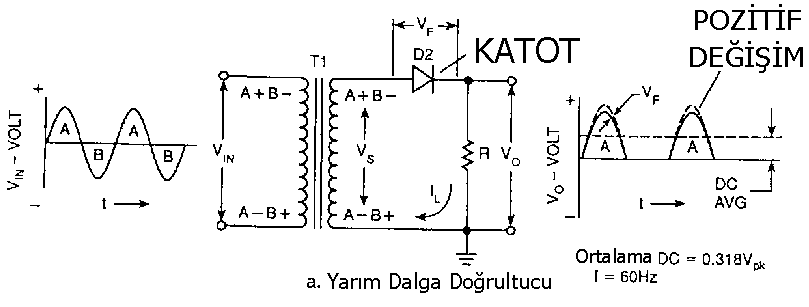 POZİTİF
DEĞİŞİM
V_F
T1
D2
KATOT
V_F
+
VIN – VOLT
–
A
B
A
B
t
A+B–
A–B+
V_IN
A+B–
A–B+
V_S
I_L
R
V_O
+
V_O – VOLT
–
A
A
t
DC
AVG
Ortalama DC = 0.318V_pk
f = 60Hz
a. Yarım Dalga Doğrultucu